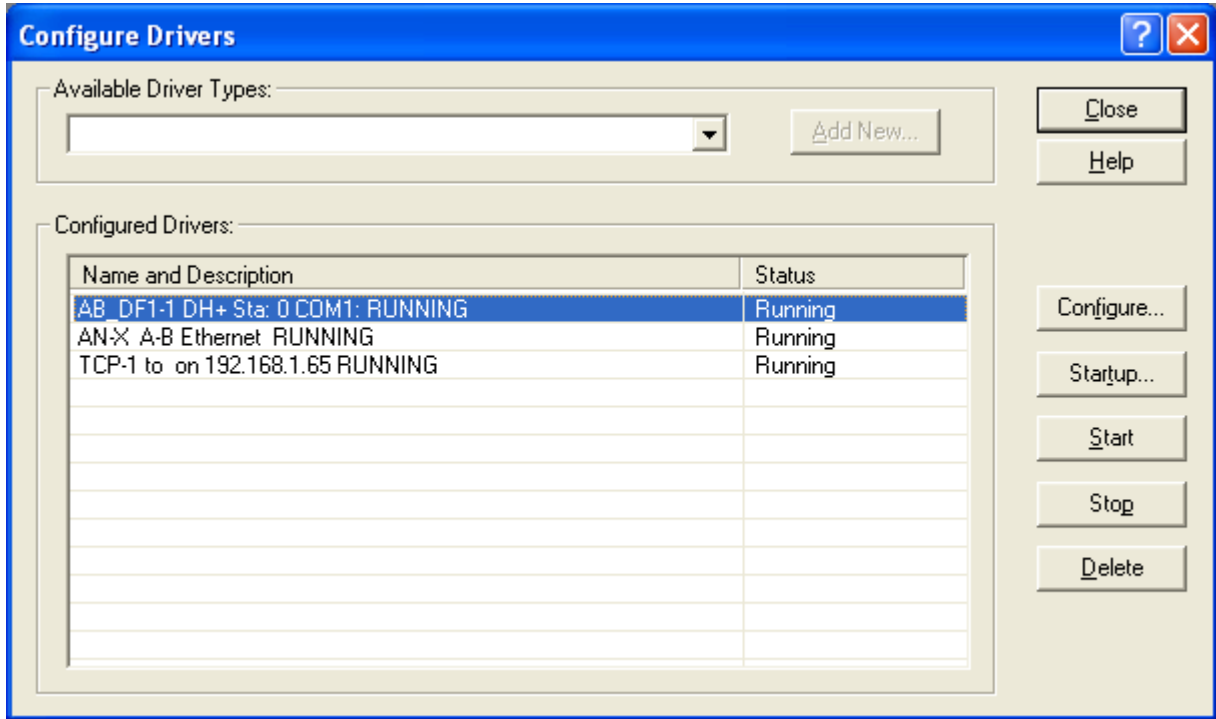 Configure Drivers
Available Driver Types:
Add New...
Close
Help
Configured Drivers:
Name and Description Status
AB_DF1-1 DH+ Sta: 0 COM1: RUNNING Running
AN-X A-B Ethernet RUNNING Running
TCP-1 to on 192.168.1.65 RUNNING Running
Configure...
Startup...
Start
Stop
Delete